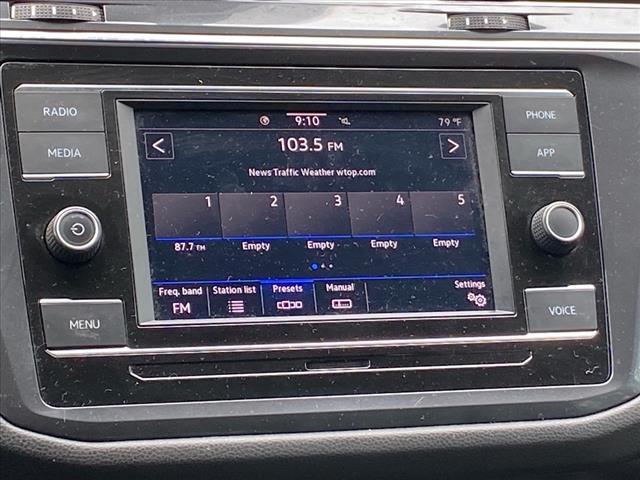 RADIO
MEDIA
MENU
9:10
79 °F
103.5 FM
News Traffic Weather wtop.com
1 2 3 4 5
87.7 FM Empty Empty Empty Empty
Freq. band Station list Presets Manual Settings
FM
PHONE
APP
VOICE